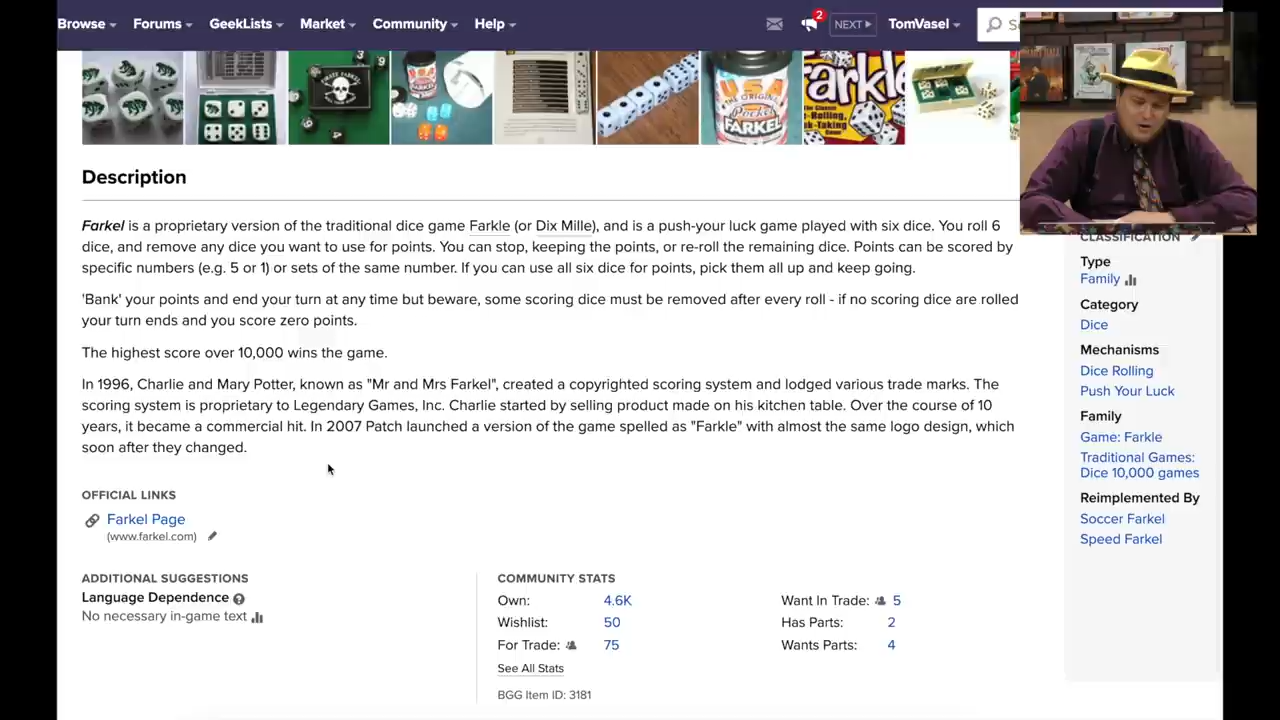 Browse Forums GeekLists Market Community Help 2 NEXT TomVasel
USA
THE ORIGINAL
Pocket
FARKEL
Description
Farkel is a proprietary version of the traditional dice game Farkle (or Dix Mille), and is a push-your luck game played with six dice. You roll 6
dice, and remove any dice you want to use for points. You can stop, keeping the points, or re-roll the remaining dice. Points can be scored by
specific numbers (e.g. 5 or 1) or sets of the same number. If you can use all six dice for points, pick them all up and keep going.
'Bank' your points and end your turn at any time but beware, some scoring dice must be removed after every roll - if no scoring dice are rolled
your turn ends and you score zero points.
The highest score over 10,000 wins the game.
In 1996, Charlie and Mary Potter, known as "Mr and Mrs Farkel", created a copyrighted scoring system and lodged various trade marks. The
scoring system is proprietary to Legendary Games, Inc. Charlie started by selling product made on his kitchen table. Over the course of 10
years, it became a commercial hit. In 2007 Patch launched a version of the game spelled as "Farkle" with almost the same logo design, which
soon after they changed.
OFFICIAL LINKS
Farkel Page
(www.farkel.com)
ADDITIONAL SUGGESTIONS
Language Dependence
No necessary in-game text
COMMUNITY STATS
Own: 4.6K
Wishlist: 50
For Trade: 75
See All Stats
Want In Trade: 5
Has Parts: 2
Wants Parts: 4
BGG Item ID: 3181
CLASSIFICATION
Type
Family
Category
Dice
Mechanisms
Dice Rolling
Push Your Luck
Family
Game: Farkle
Traditional Games:
Dice 10,000 games
Reimplemented By
Soccer Farkel
Speed Farkel